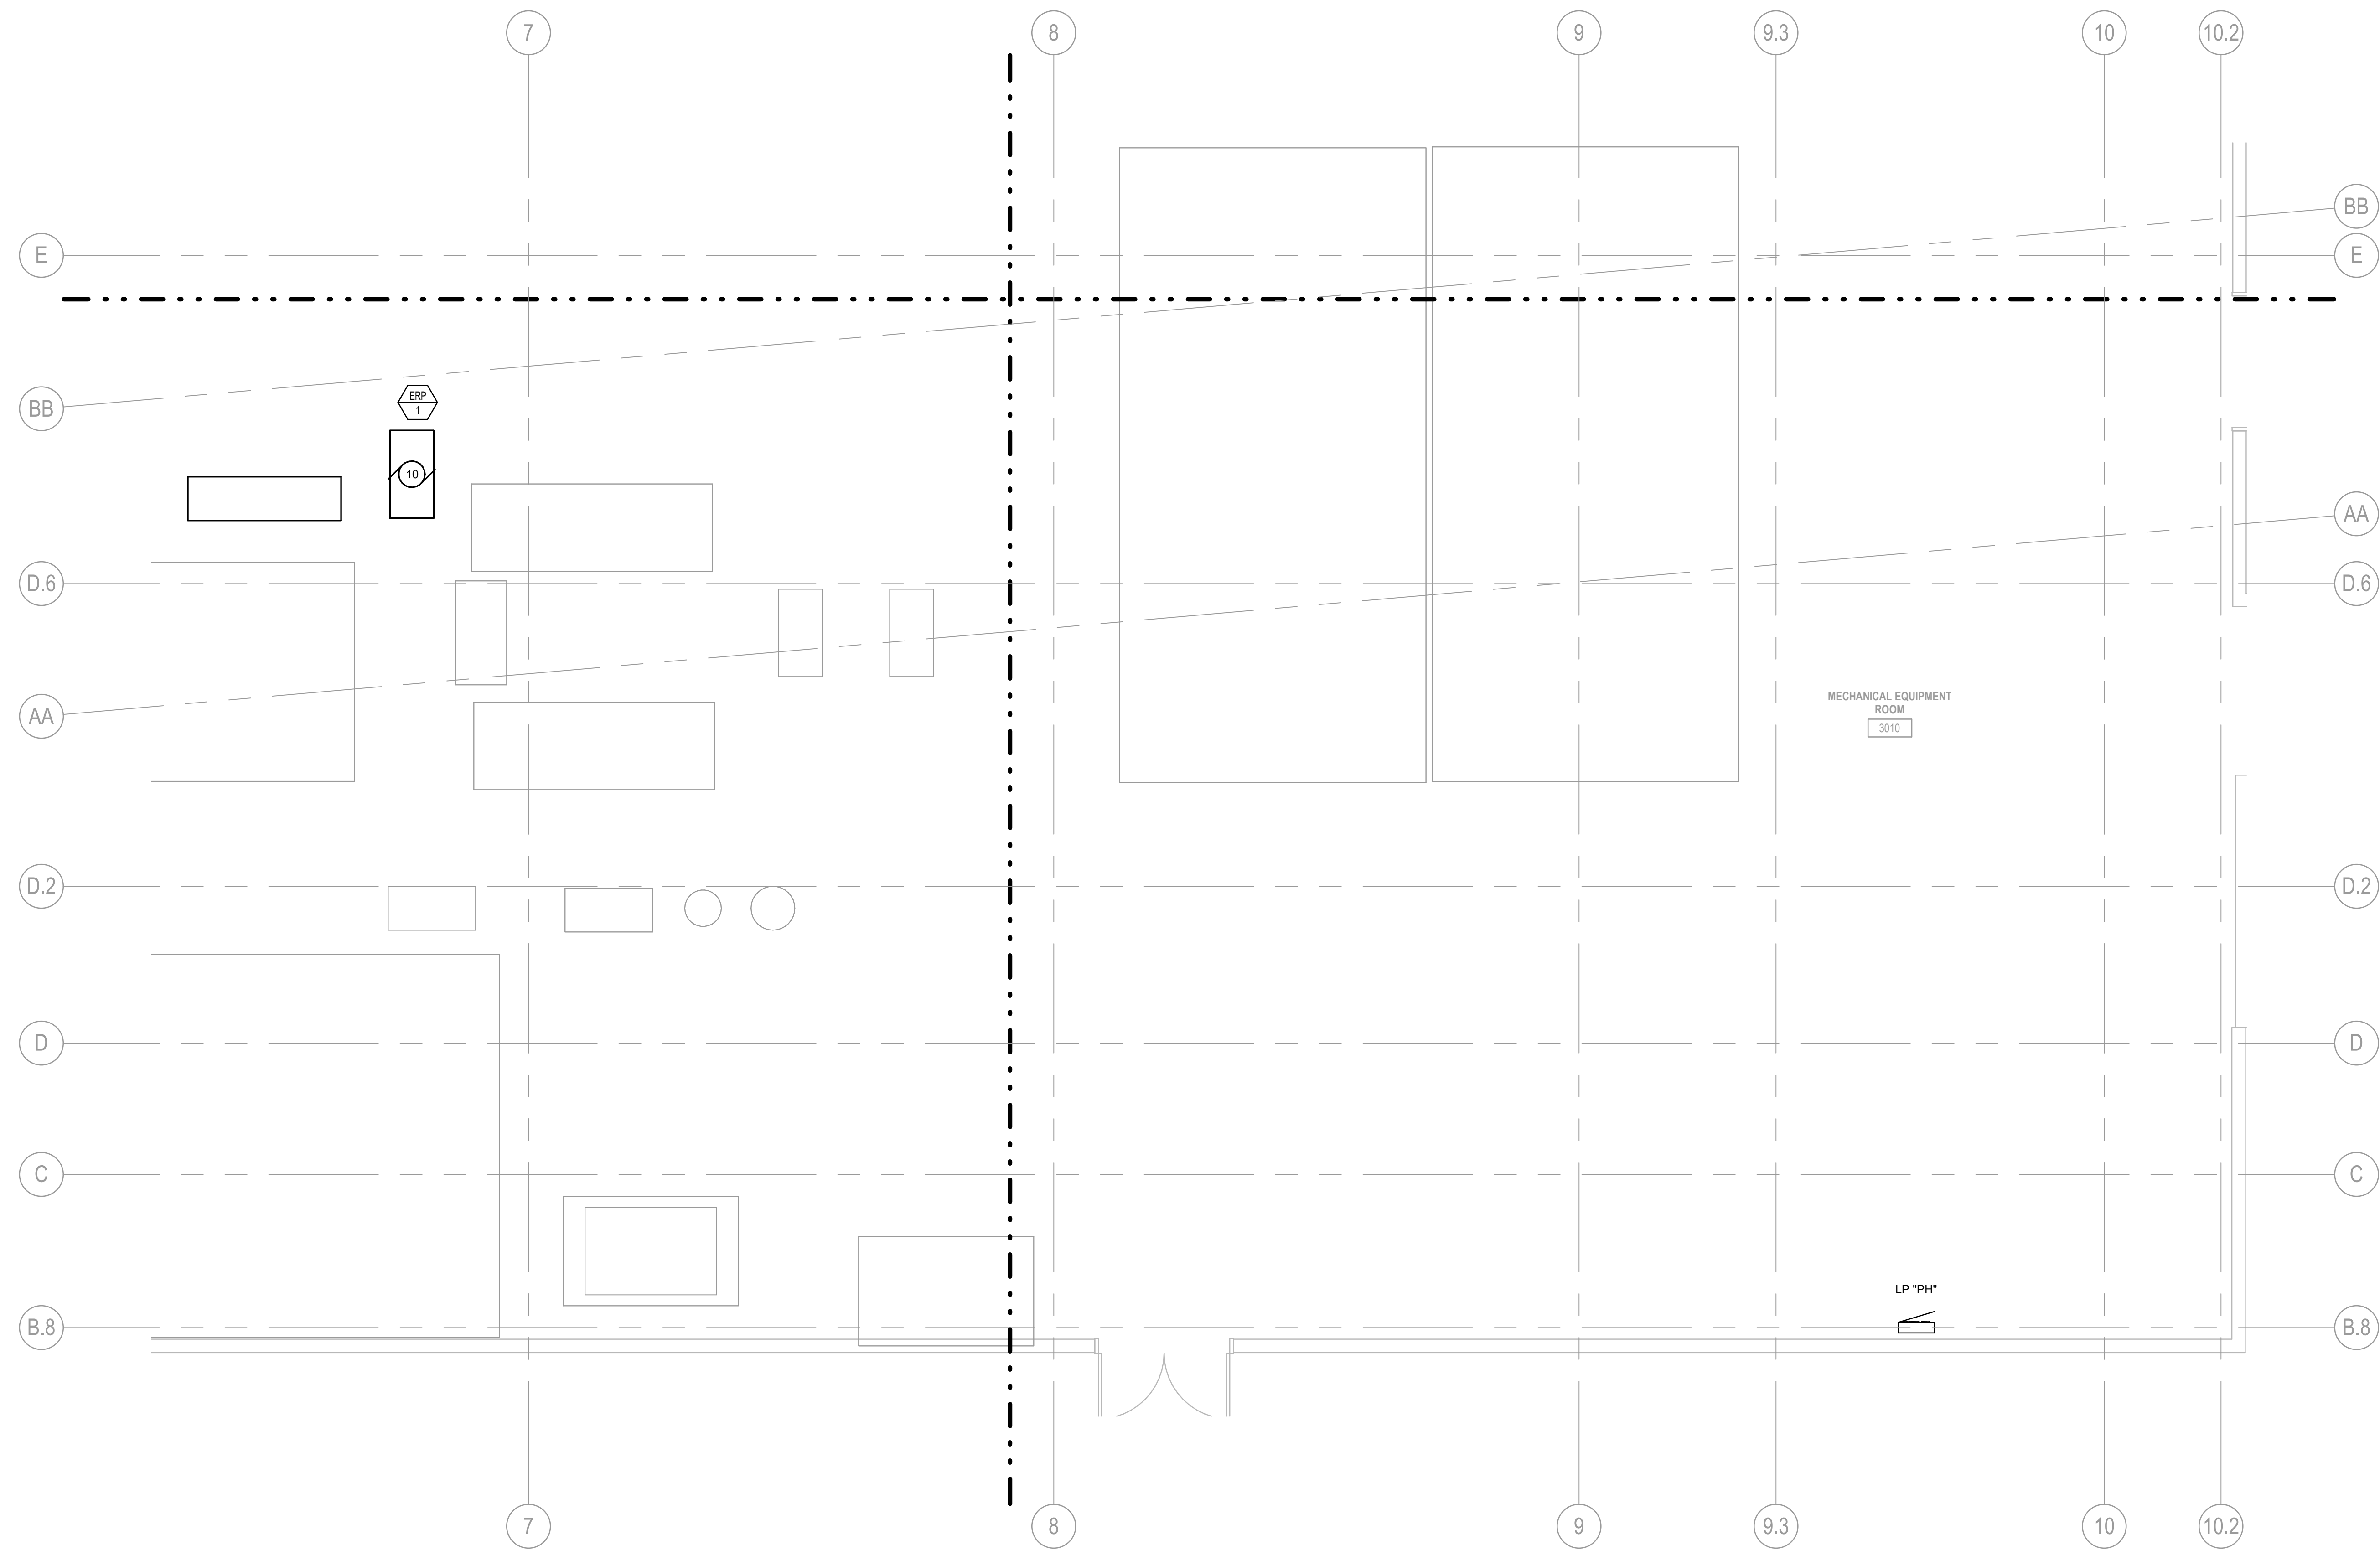 7 8 9 9.3 10 10.2
BB
E E
BB
ERP
1
10
AA
D.6 D.6
AA
MECHANICAL EQUIPMENT
ROOM
3010
D.2 D.2
D D
C C
LP "PH"
B.8 B.8
7 8 9 9.3 10 10.2